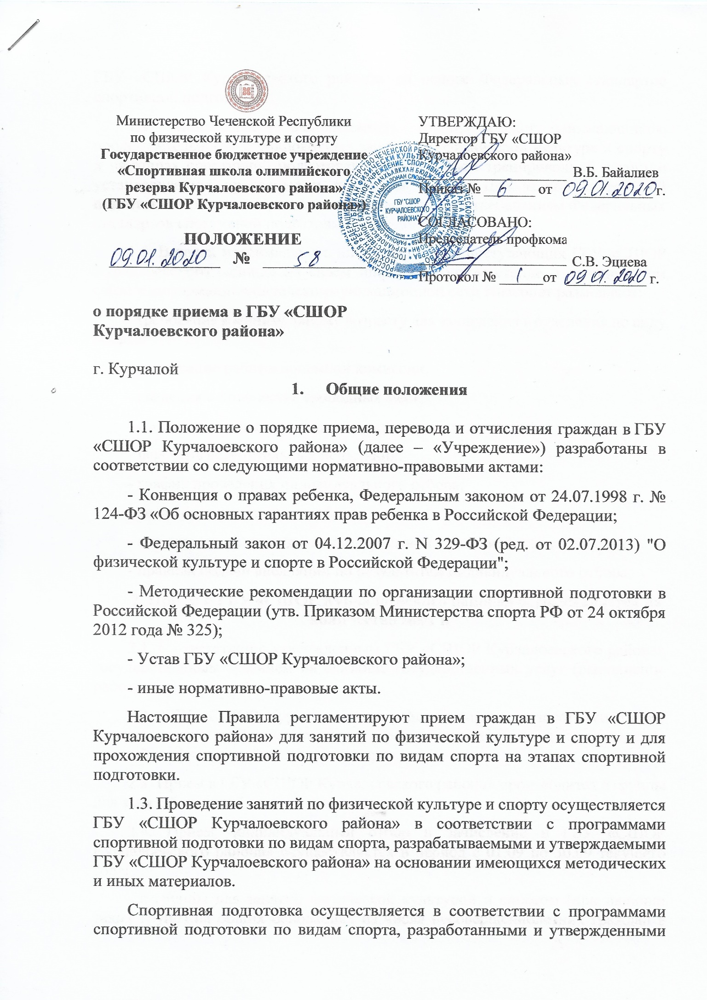 Министерство Чеченской Республики
по физической культуре и спорту
Государственное бюджетное учреждение
«Спортивная школа олимпийского
резерва Курчалоевского района»
(ГБУ «СШОР Курчалоевского района»)
ПОЛОЖЕНИЕ
09.01.2020 № 58
УТВЕРЖДАЮ:
Директор ГБУ «СШОР
Курчалоевского района»
В.Б. Байалиев
Приказ № 6 от 09.01.2020 г.
СОГЛАСОВАНО:
Председатель профкома
С.В. Эциева
Протокол № 1 от 09.01.2020 г.
ГБУ "СШОР
КУРЧАЛОЕВСКОГО
РАЙОНА"
о порядке приема в ГБУ «СШОР
Курчалоевского района»
г. Курчалой
1. Общие положения
1.1. Положение о порядке приема, перевода и отчисления граждан в ГБУ
«СШОР Курчалоевского района» (далее – «Учреждение») разработаны в
соответствии со следующими нормативно-правовыми актами:
- Конвенция о правах ребенка, Федеральным законом от 24.07.1998 г. №
124-ФЗ «Об основных гарантиях прав ребенка в Российской Федерации;
- Федеральный закон от 04.12.2007 г. N 329-ФЗ (ред. от 02.07.2013) "О
физической культуре и спорте в Российской Федерации";
- Методические рекомендации по организации спортивной подготовки в
Российской Федерации (утв. Приказом Министерства спорта РФ от 24 октября
2012 года № 325);
- Устав ГБУ «СШОР Курчалоевского района»;
- иные нормативно-правовые акты.
Настоящие Правила регламентируют прием граждан в ГБУ «СШОР
Курчалоевского района» для занятий по физической культуре и спорту и для
прохождения спортивной подготовки по видам спорта на этапах спортивной
подготовки.
1.3. Проведение занятий по физической культуре и спорту осуществляется
ГБУ «СШОР Курчалоевского района» в соответствии с программами
спортивной подготовки по видам спорта, разрабатываемыми и утверждаемыми
ГБУ «СШОР Курчалоевского района» на основании имеющихся методических
и иных материалов.
Спортивная подготовка осуществляется в соответствии с программами
спортивной подготовки по видам спорта, разработанными и утвержденными